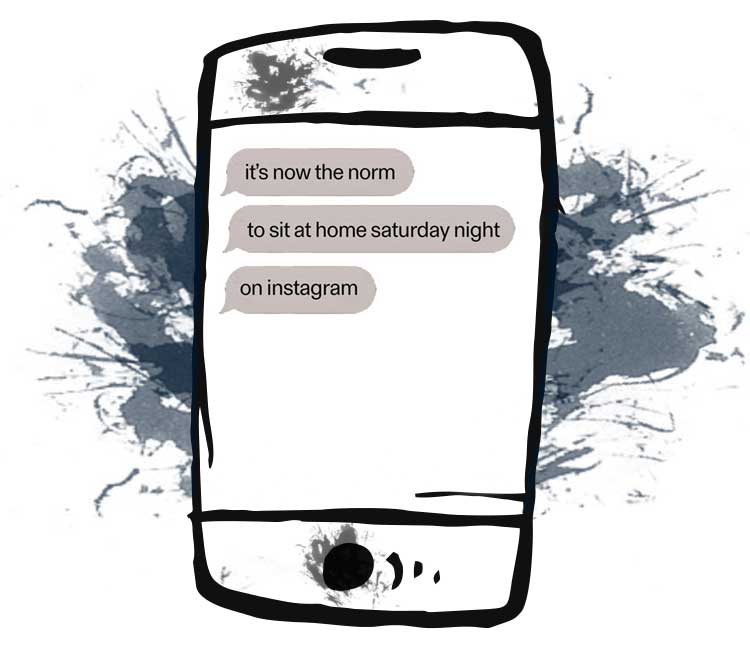 it's now the norm
to sit at home saturday night
on instagram